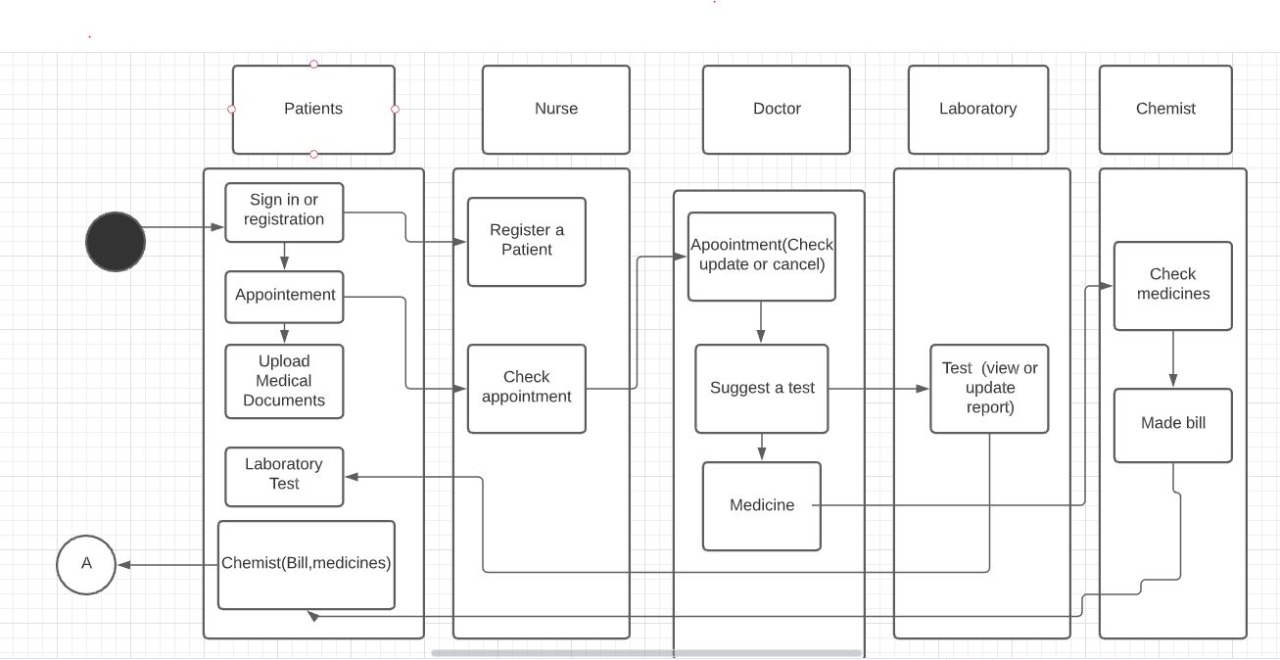 Patients
Nurse
Doctor
Laboratory
Chemist
Sign in or
registration
Appointement
Upload
Medical
Documents
Laboratory
Test
Chemist(Bill,medicines)
A
Register a
Patient
Check
appointment
Apoointment(Check
update or cancel)
Suggest a test
Medicine
Test (view or
update
report)
Check
medicines
Made bill